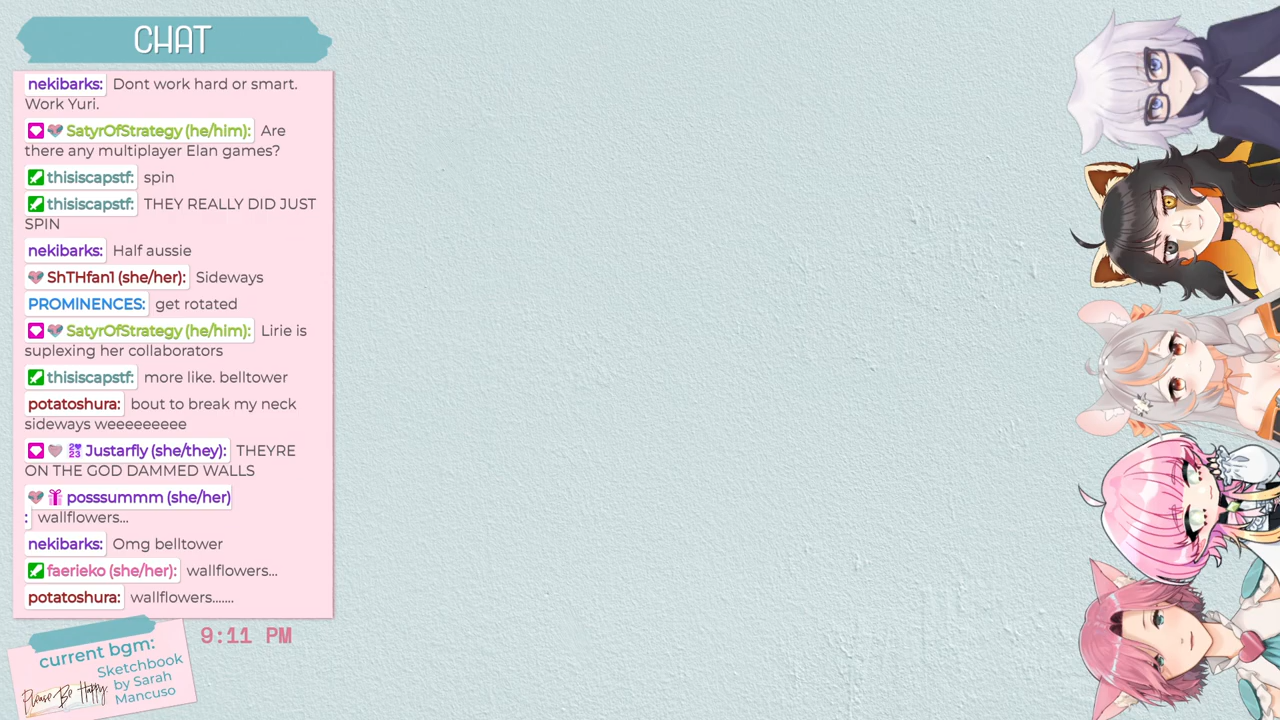 CHAT
nekibarks: Dont work hard or smart.
Work Yuri.
SatyrOfStrategy (he/him): Are
there any multiplayer Elan games?
thisiscapstf: spin
thisiscapstf: THEY REALLY DID JUST
SPIN
nekibarks: Half aussie
ShTHfan1 (she/her): Sideways
PROMINENCES: get rotated
SatyrOfStrategy (he/him): Lirie is
suplexing her collaborators
thisiscapstf: more like. belltower
potatoshura: bout to break my neck
sideways weeeeeeeee
2023 Justarfly (she/they): THEYRE
ON THE GOD DAMMED WALLS
posssummm (she/her)
: wallflowers...
nekibarks: Omg belltower
faerieko (she/her): wallflowers...
potatoshura: wallflowers.......
9:11 PM
current bgm:
Sketchbook
by Sarah
Mancuso
Please Be Happy